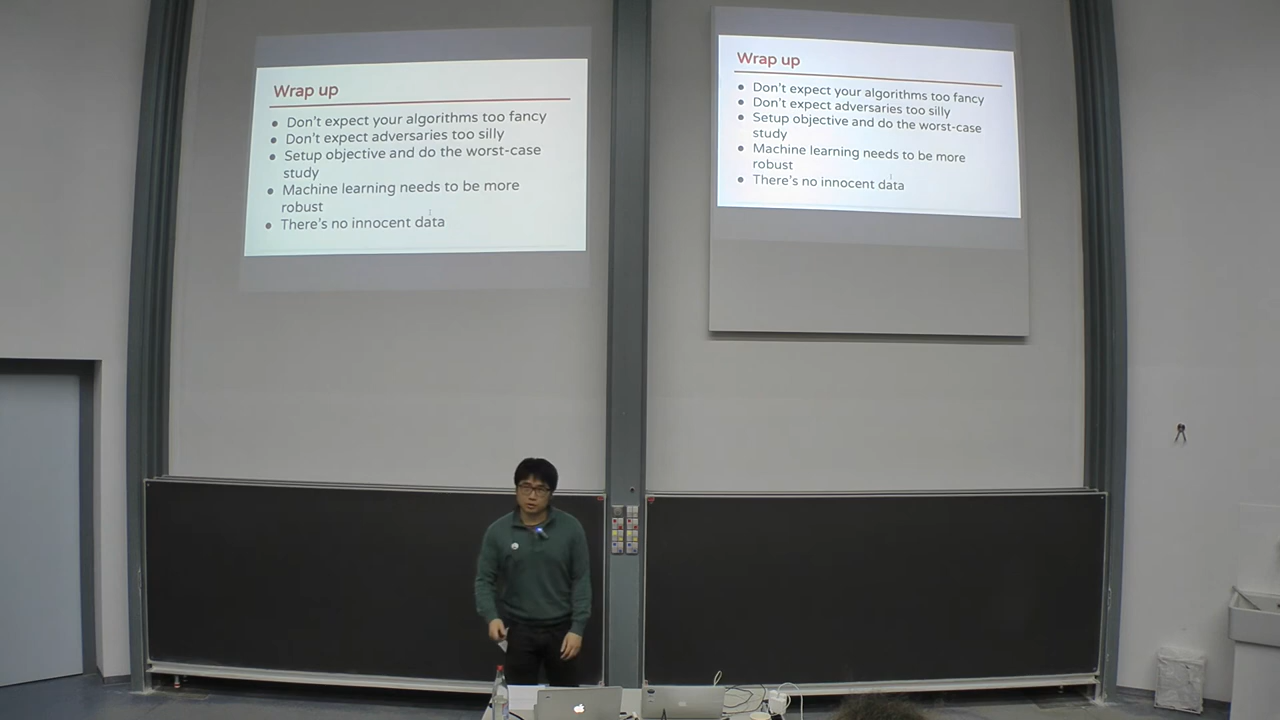 Wrap up
Don't expect your algorithms too fancy
Don't expect adversaries too silly
Setup objective and do the worst-case
study
Machine learning needs to be more
robust
There's no innocent data
Wrap up
Don't expect your algorithms too fancy
Don't expect adversaries too silly
Setup objective and do the worst-case
study
Machine learning needs to be more
robust
There's no innocent data